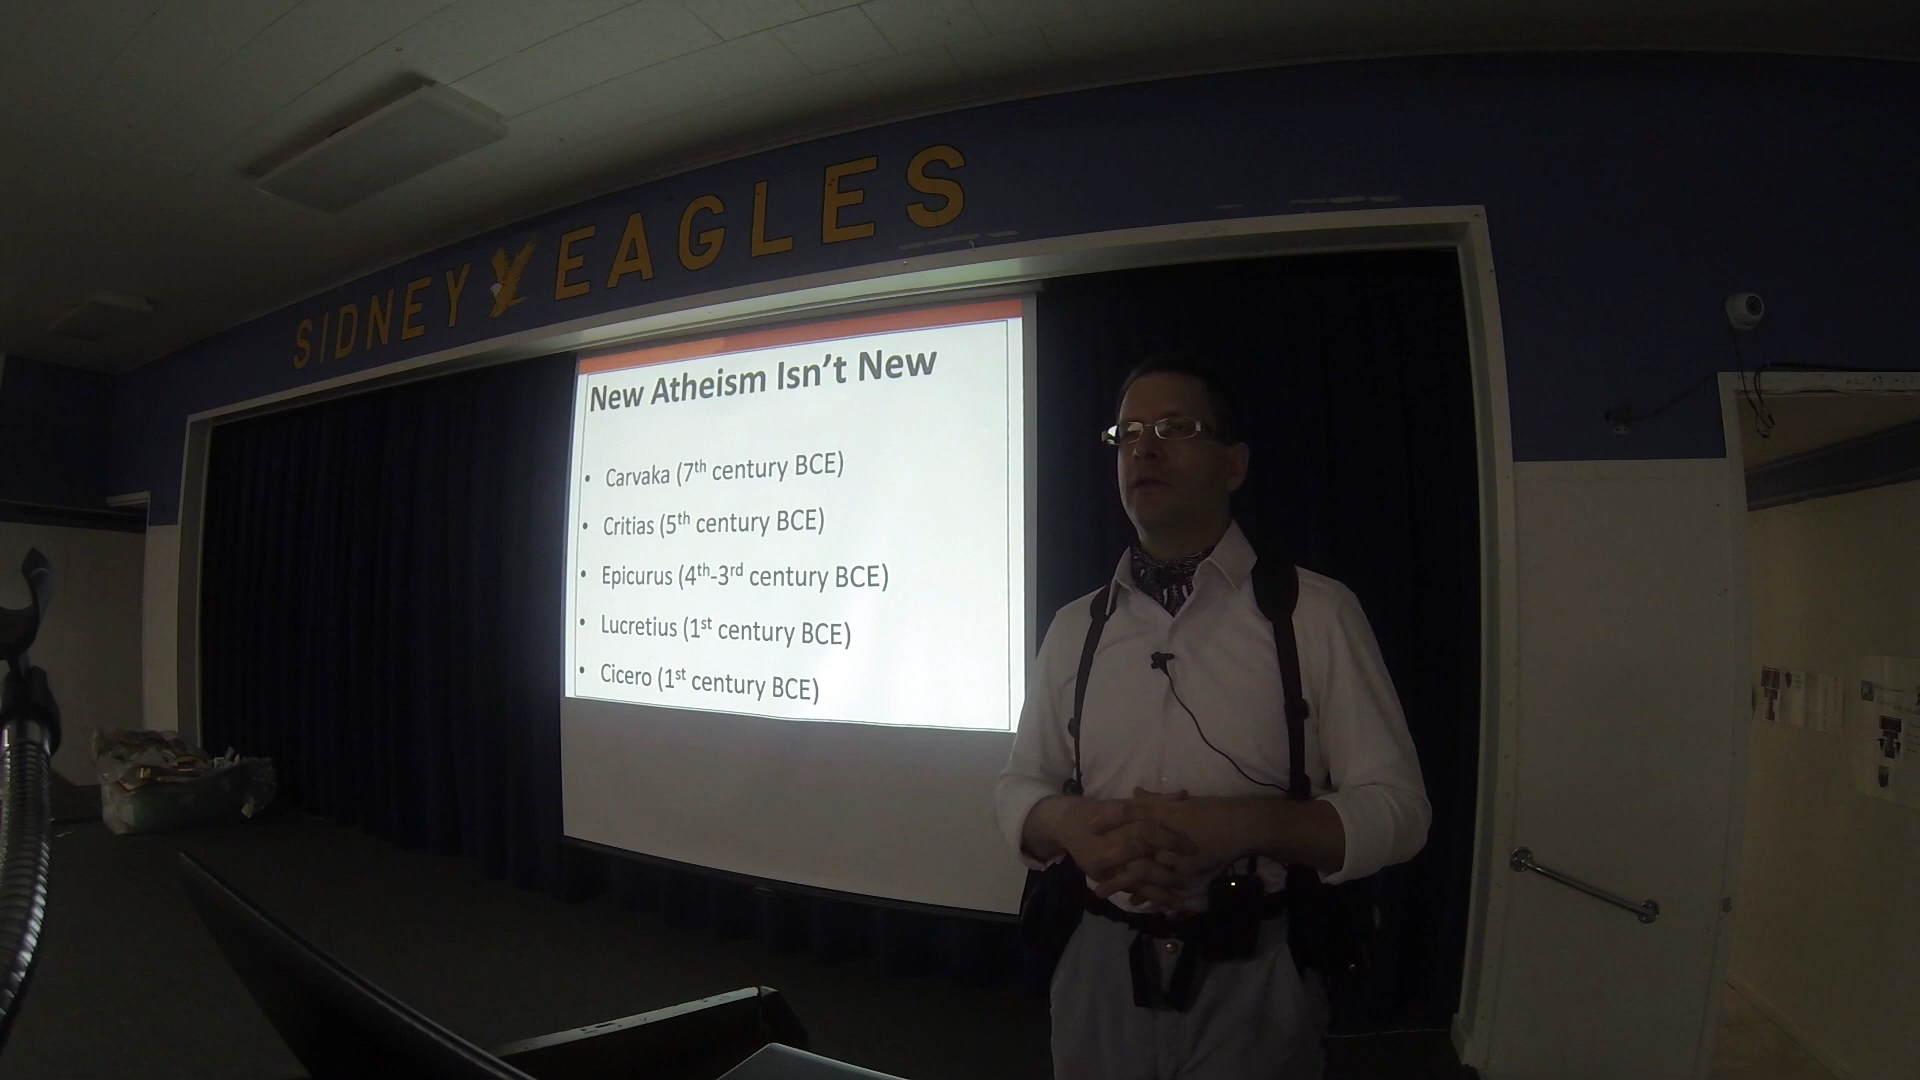 SIDNEY EAGLES
New Atheism Isn't New
• Carvaka (7th century BCE)
• Critias (5th century BCE)
• Epicurus (4th-3rd century BCE)
• Lucretius (1st century BCE)
• Cicero (1st century BCE)